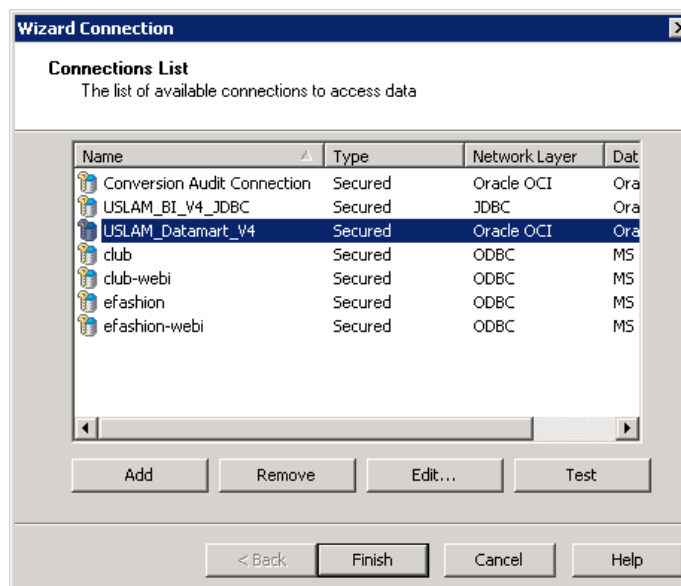 Wizard Connection
Connections List
The list of available connections to access data
Name Type Network Layer Dat
Conversion Audit Connection Secured Oracle OCI Ora
USLAM_BI_V4_JDBC Secured JDBC Ora
USLAM_Datamart_V4 Secured Oracle OCI Ora
club Secured ODBC MS
club-webi Secured ODBC MS
efashion Secured ODBC MS
efashion-webi Secured ODBC MS
Add Remove Edit... Test
< Back Finish Cancel Help